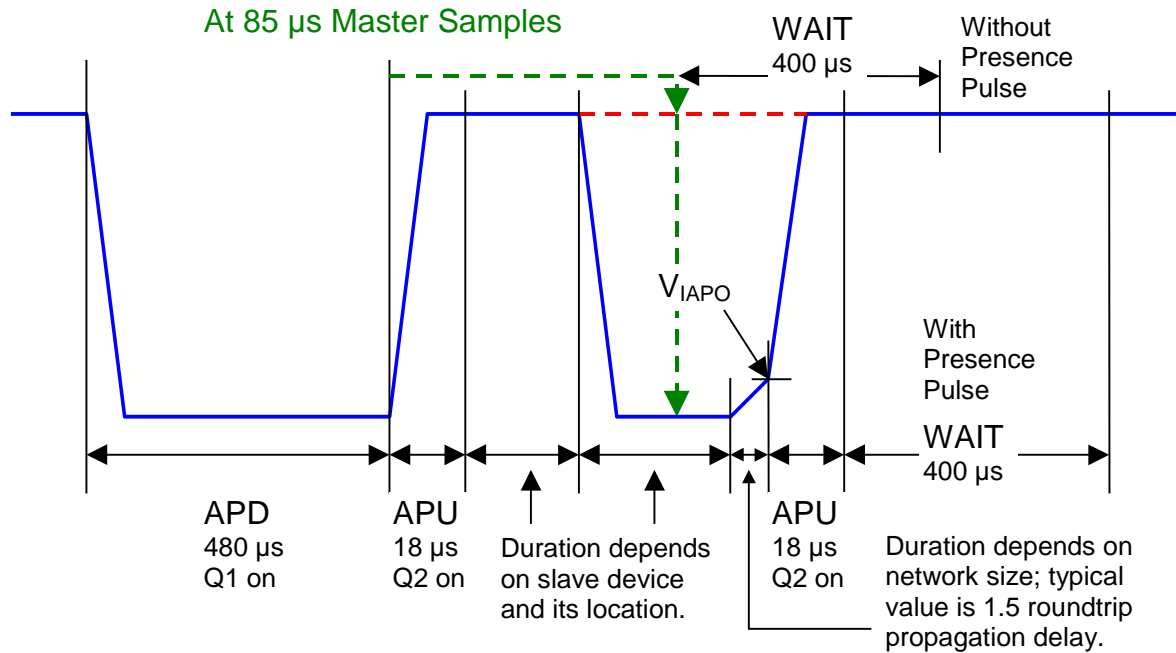 At 85 µs Master Samples
WAIT
400 µs
Without
Presence
Pulse
VIAPO
With
Presence
Pulse
WAIT
400 µs
APD
480 µs
Q1 on
APU
18 µs
Q2 on
Duration depends
on slave device
and its location.
APU
18 µs
Q2 on
Duration depends on
network size; typical
value is 1.5 roundtrip
propagation delay.